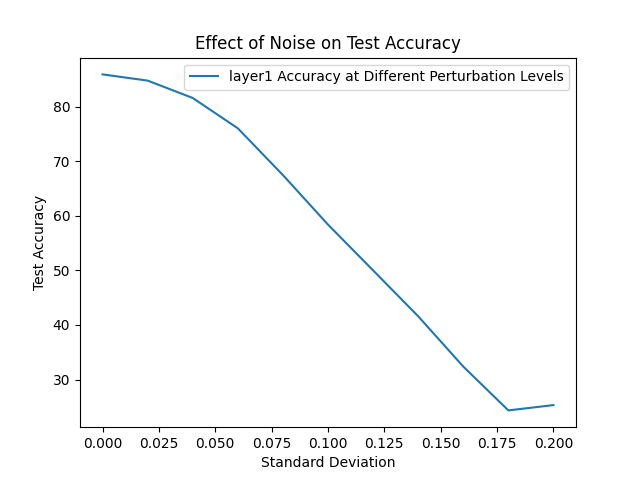 Effect of Noise on Test Accuracy
layer1 Accuracy at Different Perturbation Levels
Test Accuracy
80
70
60
50
40
30
0.000 0.025 0.050 0.075 0.100 0.125 0.150 0.175 0.200
Standard Deviation